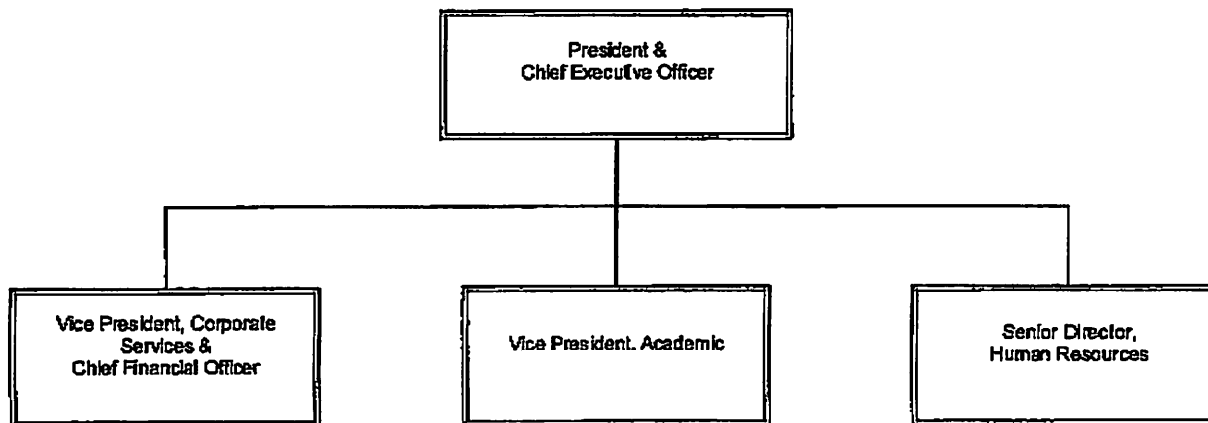 President &
Chief Executive Officer
Vice President, Corporate
Services &
Chief Financial Officer
Vice President, Academic
Senior Director,
Human Resources